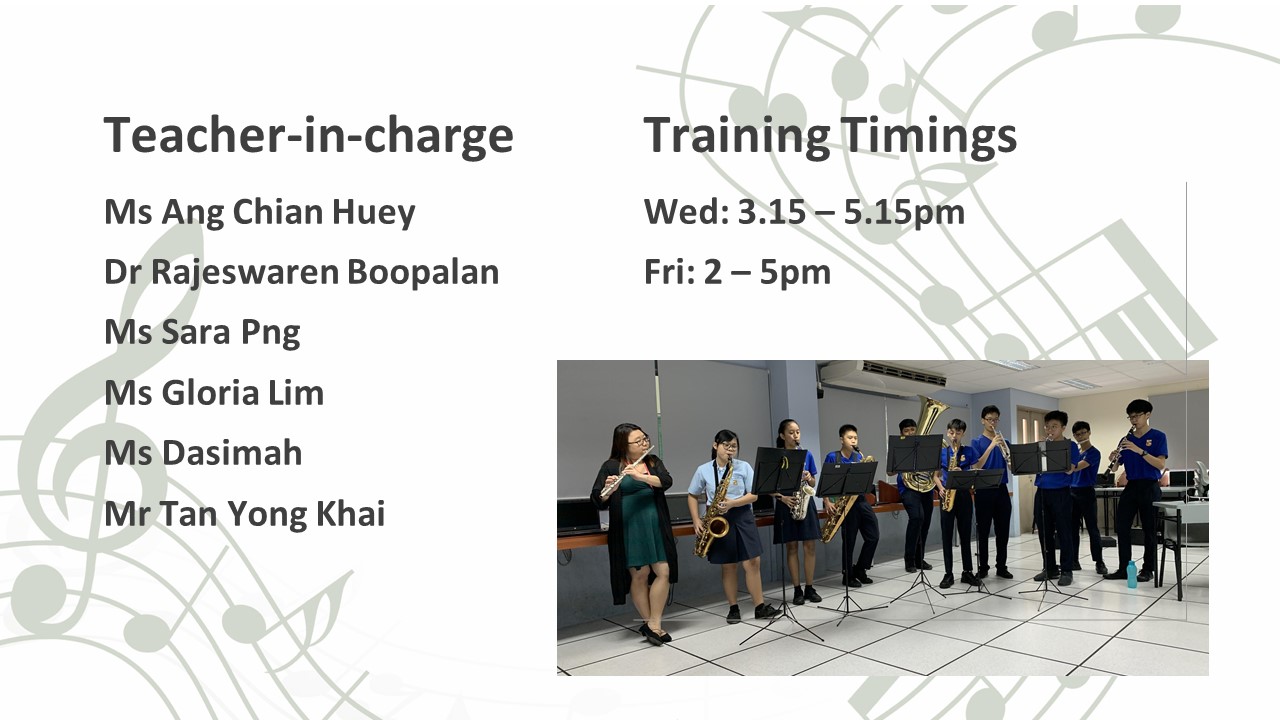 Teacher-in-charge
Ms Ang Chian Huey
Dr Rajeswaren Boopalan
Ms Sara Png
Ms Gloria Lim
Ms Dasimah
Mr Tan Yong Khai
Training Timings
Wed: 3.15 – 5.15pm
Fri: 2 – 5pm